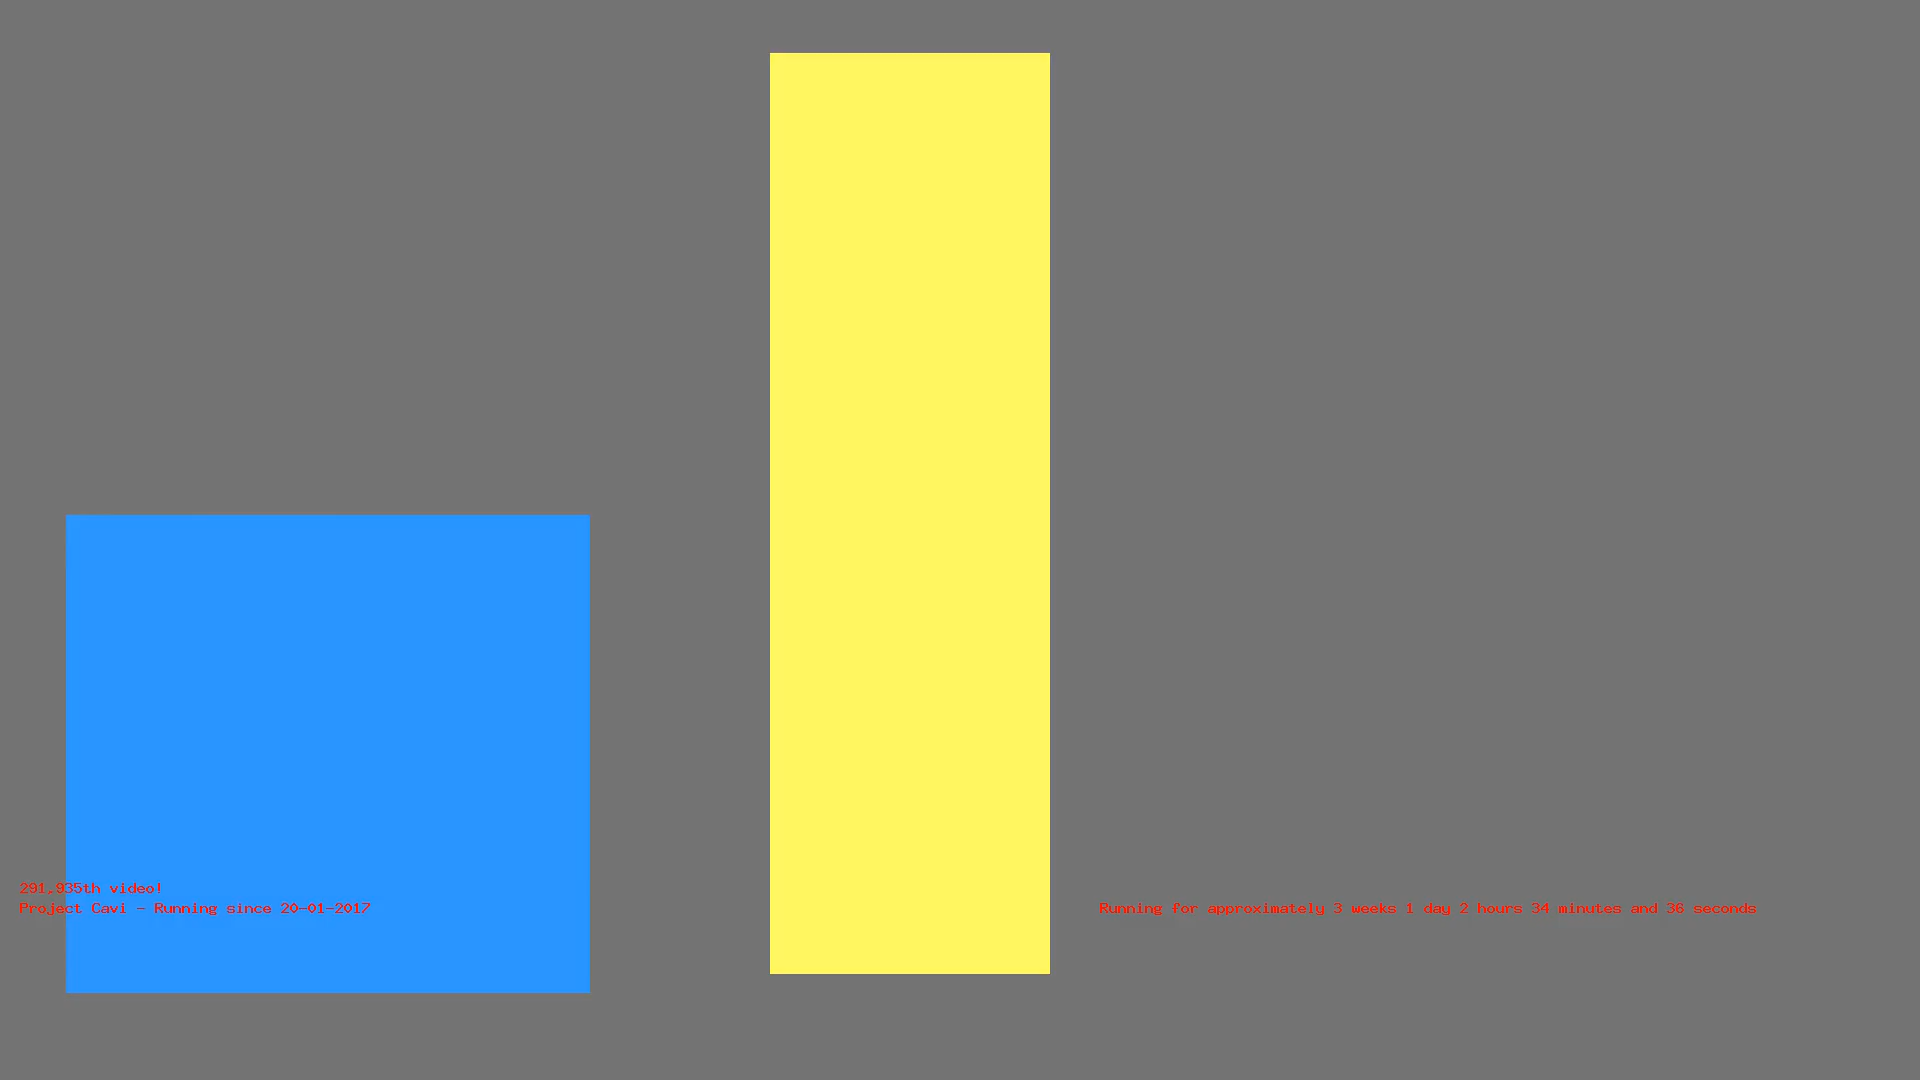 291,935th video!
Project Cavi - Running since 20-01-2017
Running for approximately 3 weeks 1 day 2 hours 34 minutes and 36 seconds